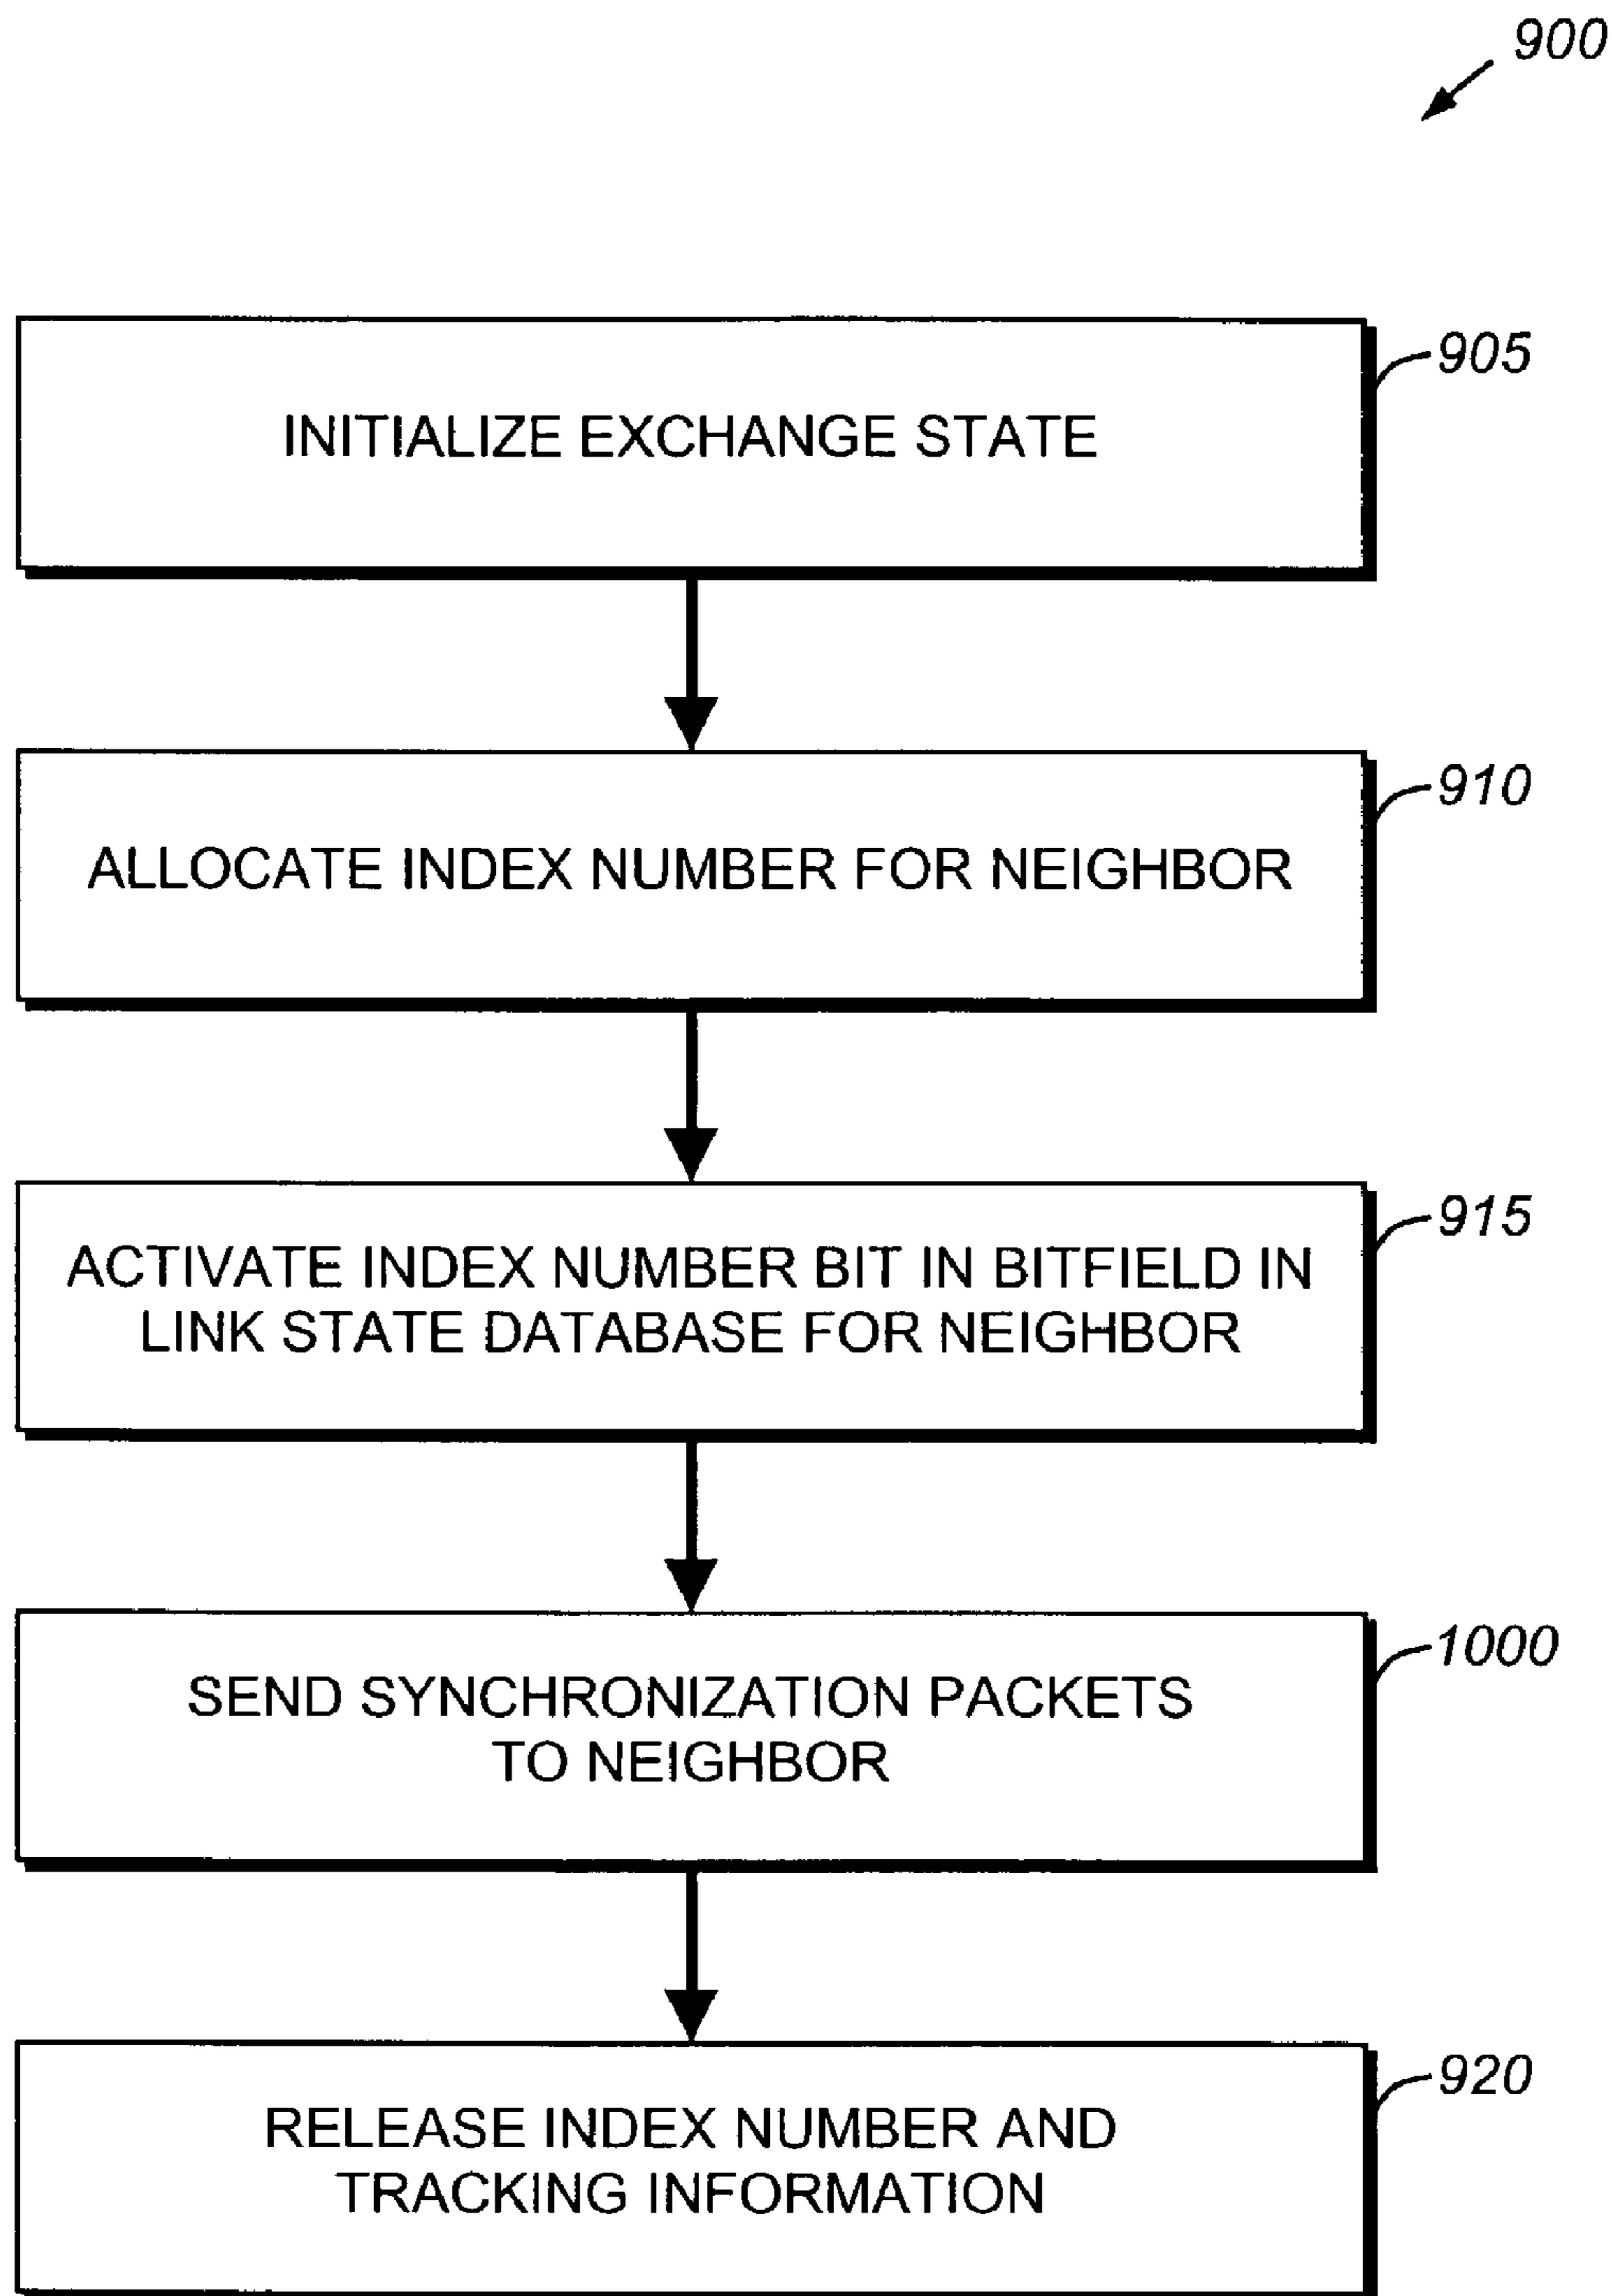 900
905
INITIALIZE EXCHANGE STATE
910
ALLOCATE INDEX NUMBER FOR NEIGHBOR
915
ACTIVATE INDEX NUMBER BIT IN BITFIELD IN
LINK STATE DATABASE FOR NEIGHBOR
1000
SEND SYNCHRONIZATION PACKETS
TO NEIGHBOR
920
RELEASE INDEX NUMBER AND
TRACKING INFORMATION